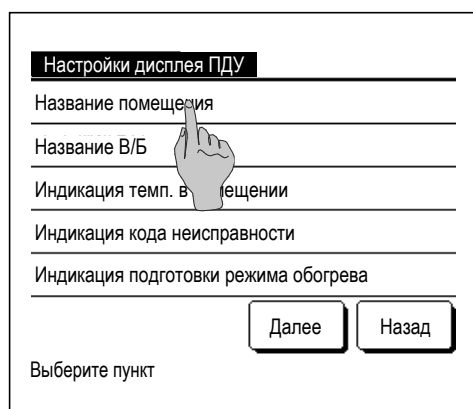 Настройки дисплея ПДУ
Название помещения
Название В/Б
Индикация темп. в помещении
Индикация кода неисправности
Индикация подготовки режима обогрева
Далее
Назад
Выберите пункт